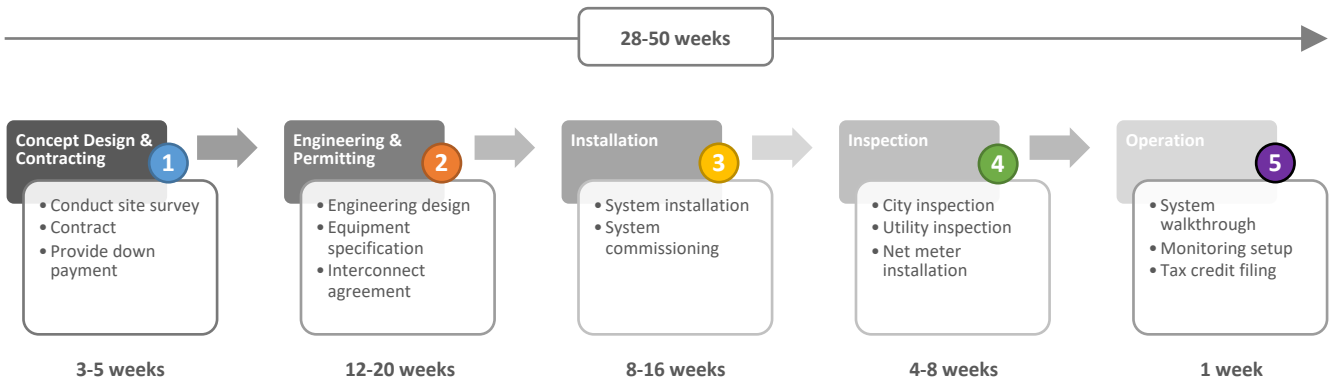 28-50 weeks
Concept Design &
Contracting
1
• Conduct site survey
• Contract
• Provide down
payment
3-5 weeks
Engineering &
Permitting
2
• Engineering design
• Equipment
specification
• Interconnect
agreement
12-20 weeks
Installation
3
• System installation
• System
commissioning
8-16 weeks
Inspection
4
• City inspection
• Utility inspection
• Net meter
installation
4-8 weeks
Operation
5
• System
walkthrough
• Monitoring setup
• Tax credit filing
1 week